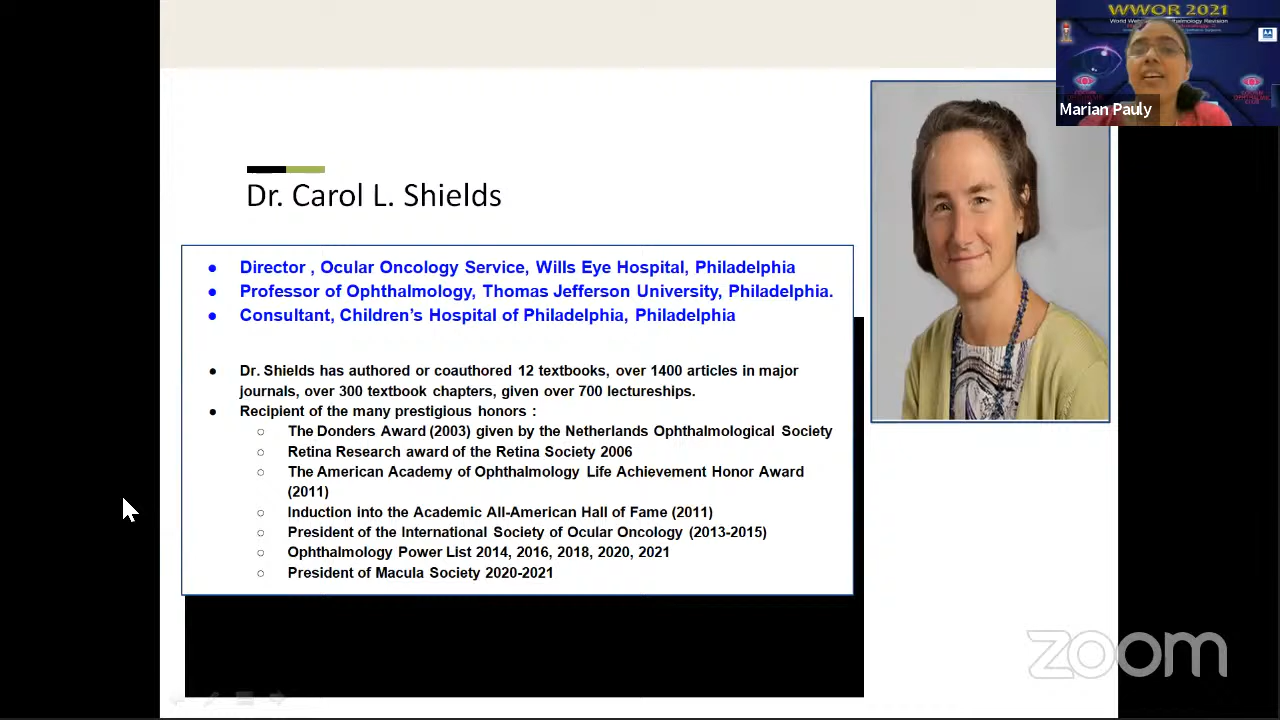 WWOR 2021
Marian Pauly
Dr. Carol L. Shields
● Director , Ocular Oncology Service, Wills Eye Hospital, Philadelphia
● Professor of Ophthalmology, Thomas Jefferson University, Philadelphia.
● Consultant, Children’s Hospital of Philadelphia, Philadelphia
● Dr. Shields has authored or coauthored 12 textbooks, over 1400 articles in major
journals, over 300 textbook chapters, given over 700 lectureships.
● Recipient of the many prestigious honors :
○ The Donders Award (2003) given by the Netherlands Ophthalmological Society
○ Retina Research award of the Retina Society 2006
○ The American Academy of Ophthalmology Life Achievement Honor Award
(2011)
○ Induction into the Academic All-American Hall of Fame (2011)
○ President of the International Society of Ocular Oncology (2013-2015)
○ Ophthalmology Power List 2014, 2016, 2018, 2020, 2021
○ President of Macula Society 2020-2021
zoom